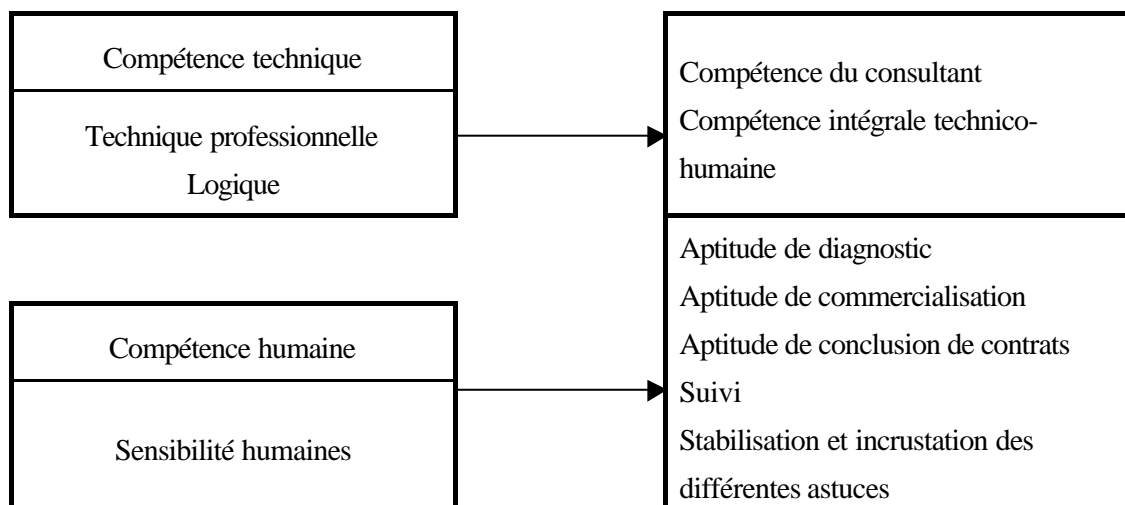 Compétence technique
Technique professionnelle
Logique
Compétence humaine
Sensibilité humaines
Compétence du consultant
Compétence intégrale technico-
humaine
Aptitude de diagnostic
Aptitude de commercialisation
Aptitude de conclusion de contrats
Suivi
Stabilisation et incrustation des
différentes astuces